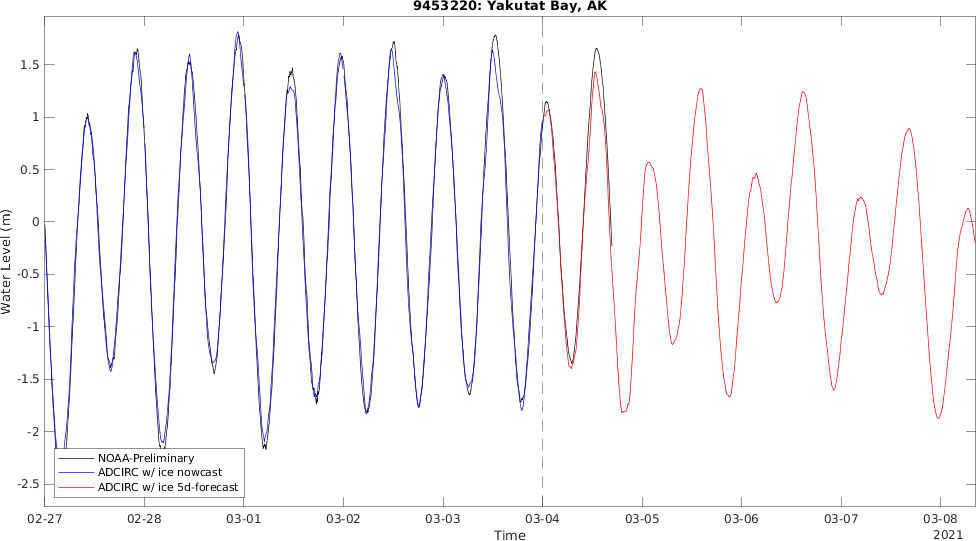 9453220: Yakutat Bay, AK
Water Level (m)
1.5
1
0.5
0
-0.5
-1
-1.5
-2
-2.5
NOAA-Preliminary
ADCIRC w/ ice nowcast
ADCIRC w/ ice 5d-forecast
02-27 02-28 03-01 03-02 03-03 03-04 03-05 03-06 03-07 03-08
Time 2021